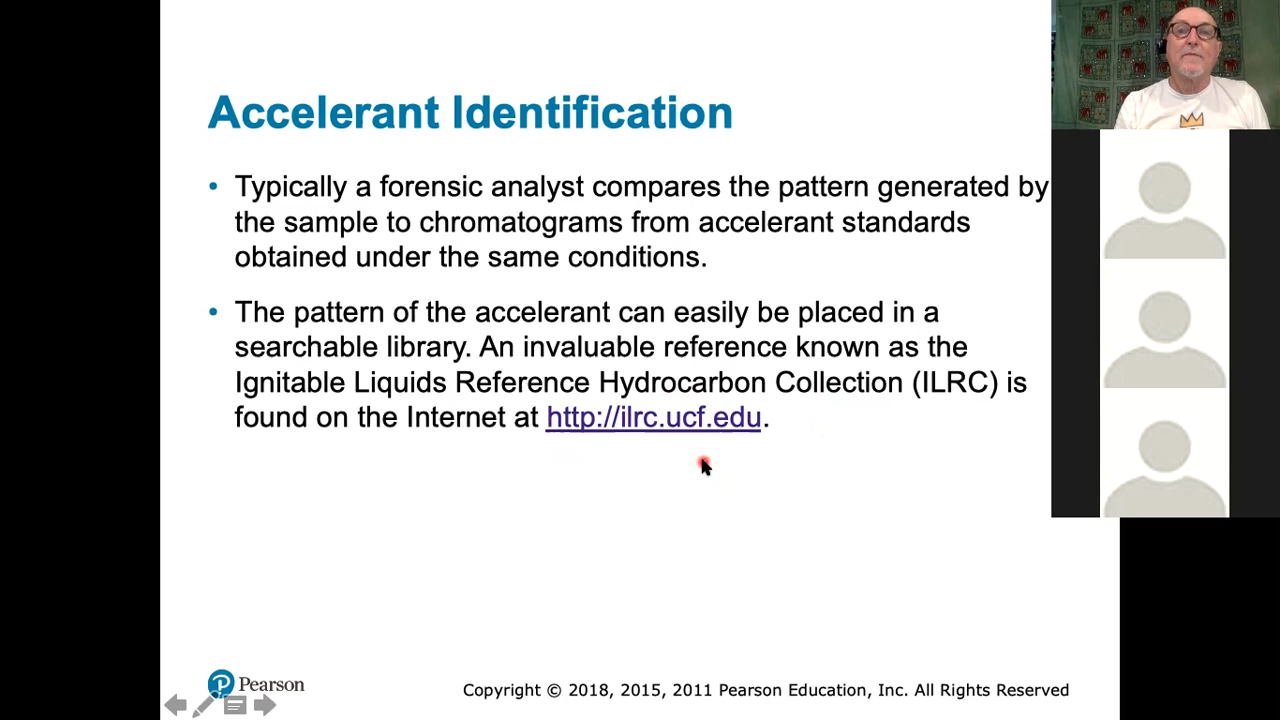 Accelerant Identification
• Typically a forensic analyst compares the pattern generated by
the sample to chromatograms from accelerant standards
obtained under the same conditions.
• The pattern of the accelerant can easily be placed in a
searchable library. An invaluable reference known as the
Ignitable Liquids Reference Hydrocarbon Collection (ILRC) is
found on the Internet at http://ilrc.ucf.edu.
P Pearson
Copyright © 2018, 2015, 2011 Pearson Education, Inc. All Rights Reserved